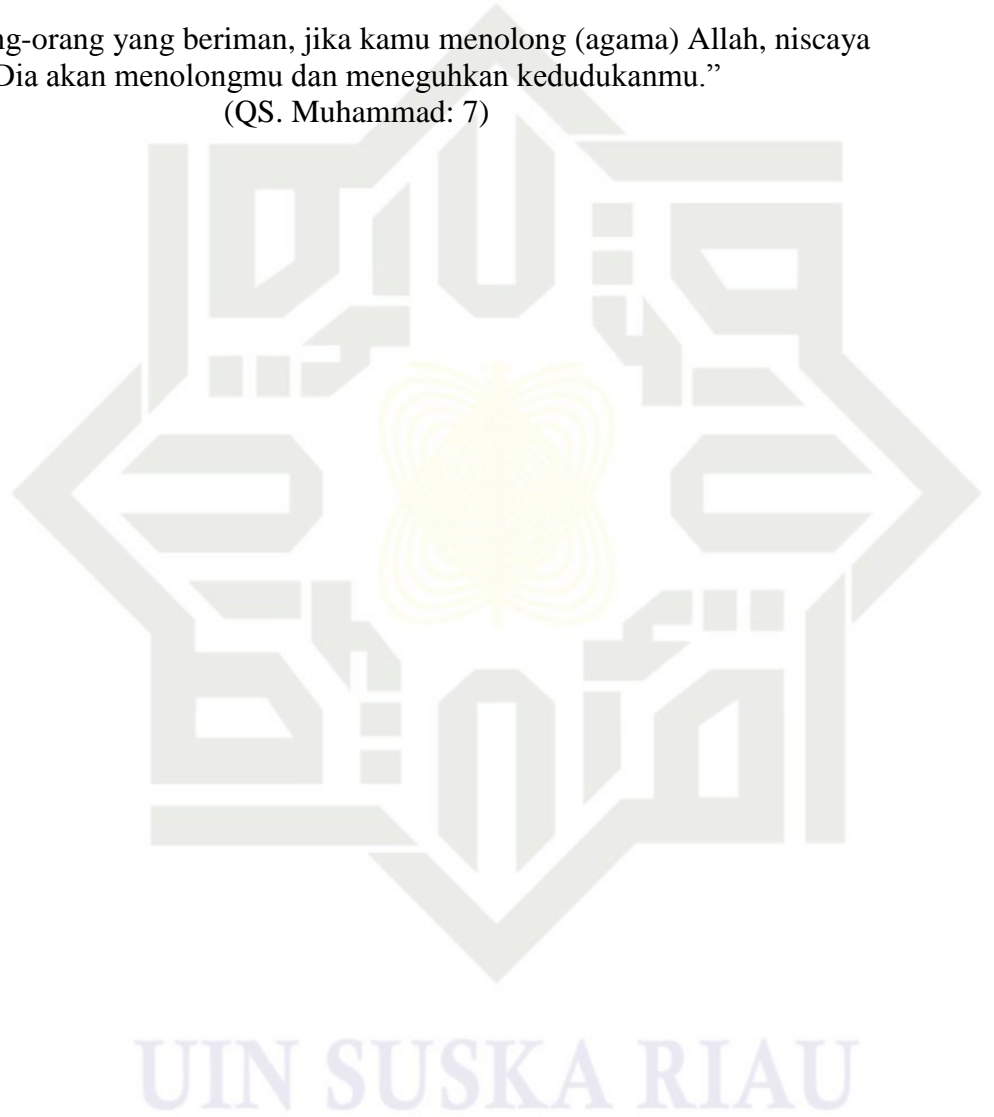 ng-orang yang beriman, jika kamu menolong (agama) Allah, niscaya
Dia akan menolongmu dan meneguhkan kedudukanmu.”
(QS. Muhammad: 7)
UIN SUSKA RIAU